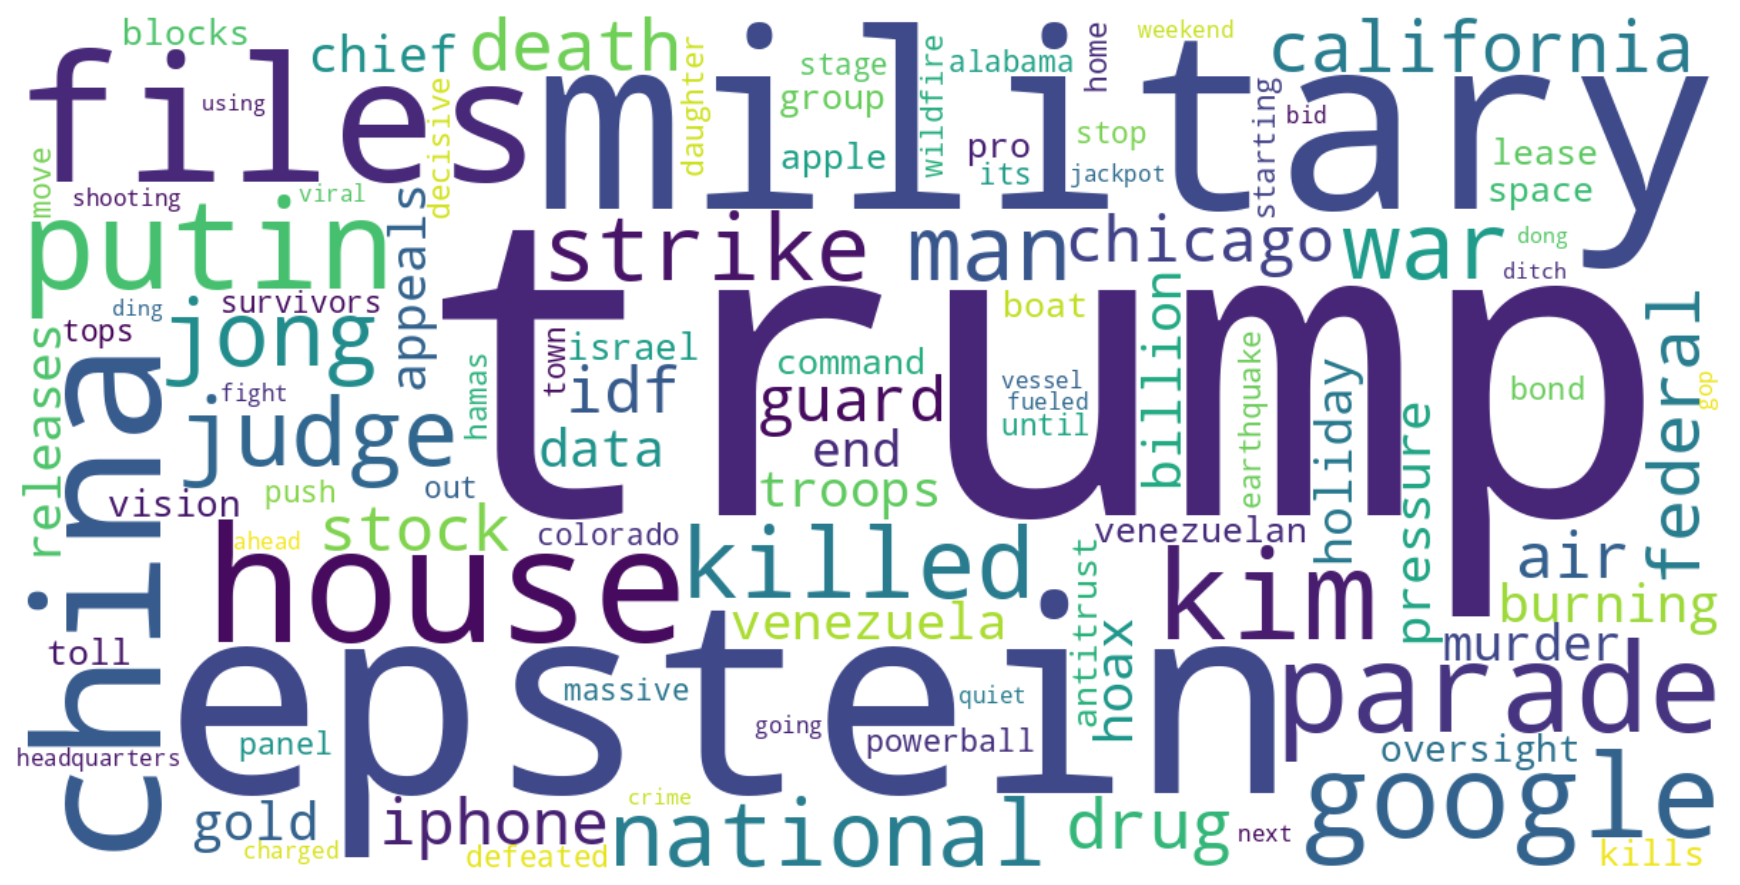 blocks
chief
death
military
california
weekend
files
using
decisive
daughter
stage
group
wildfire
alabama
home
apple
pro
its
stop
jackpot
starting
bid
lease
space
move
shooting
viral
putin
appeals
strike
man
chicago
war
dong
ditch
ding
survivors
tops
jong
trump
boat
billion
federal
releases
china
fight
judge
hamas
town
israel
idf
command
guard
vessel
fueled
until
earthquake
holiday
pressure
bond
gop
data
end
troops
vision
push
out
stock
ahead
colorado
house
killed
venezuelan
kim
air
burning
venezuela
antitrust
hoax
murder
toll
epstein
massive
quiet
parade
going
powerball
headquarters
panel
oversight
google
gold
iphone
crime
national
drug
next
charged
defeated
kills